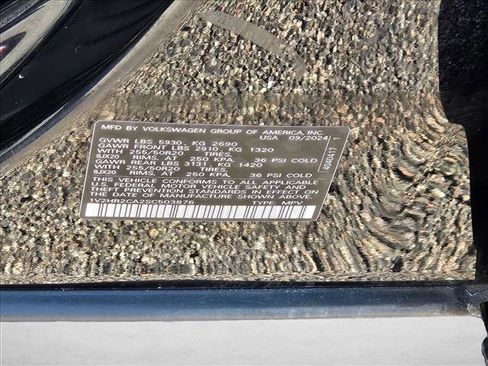 MFD BY VOLKSWAGEN GROUP OF AMERICA, INC.
USA 09/2024
GVWR LBS 5930 KG 2690
GAWR FRONT LBS 2910 KG 1320
WITH 255/50R20 TIRES,
8JX20 RIMS, AT 250 KPA, 36 PSI COLD
GAWR REAR LBS 3131 KG 1420
WITH 255/50R20 TIRES,
8JX20 RIMS, AT 250 KPA, 36 PSI COLD
THIS VEHICLE CONFORMS TO ALL APPLICABLE
U.S. FEDERAL MOTOR VEHICLE SAFETY AND
THEFT PREVENTION STANDARDS IN EFFECT ON THE
DATE OF MANUFACTURE SHOWN ABOVE.
1V2HR2CA2SC503876 TYPE: MPV